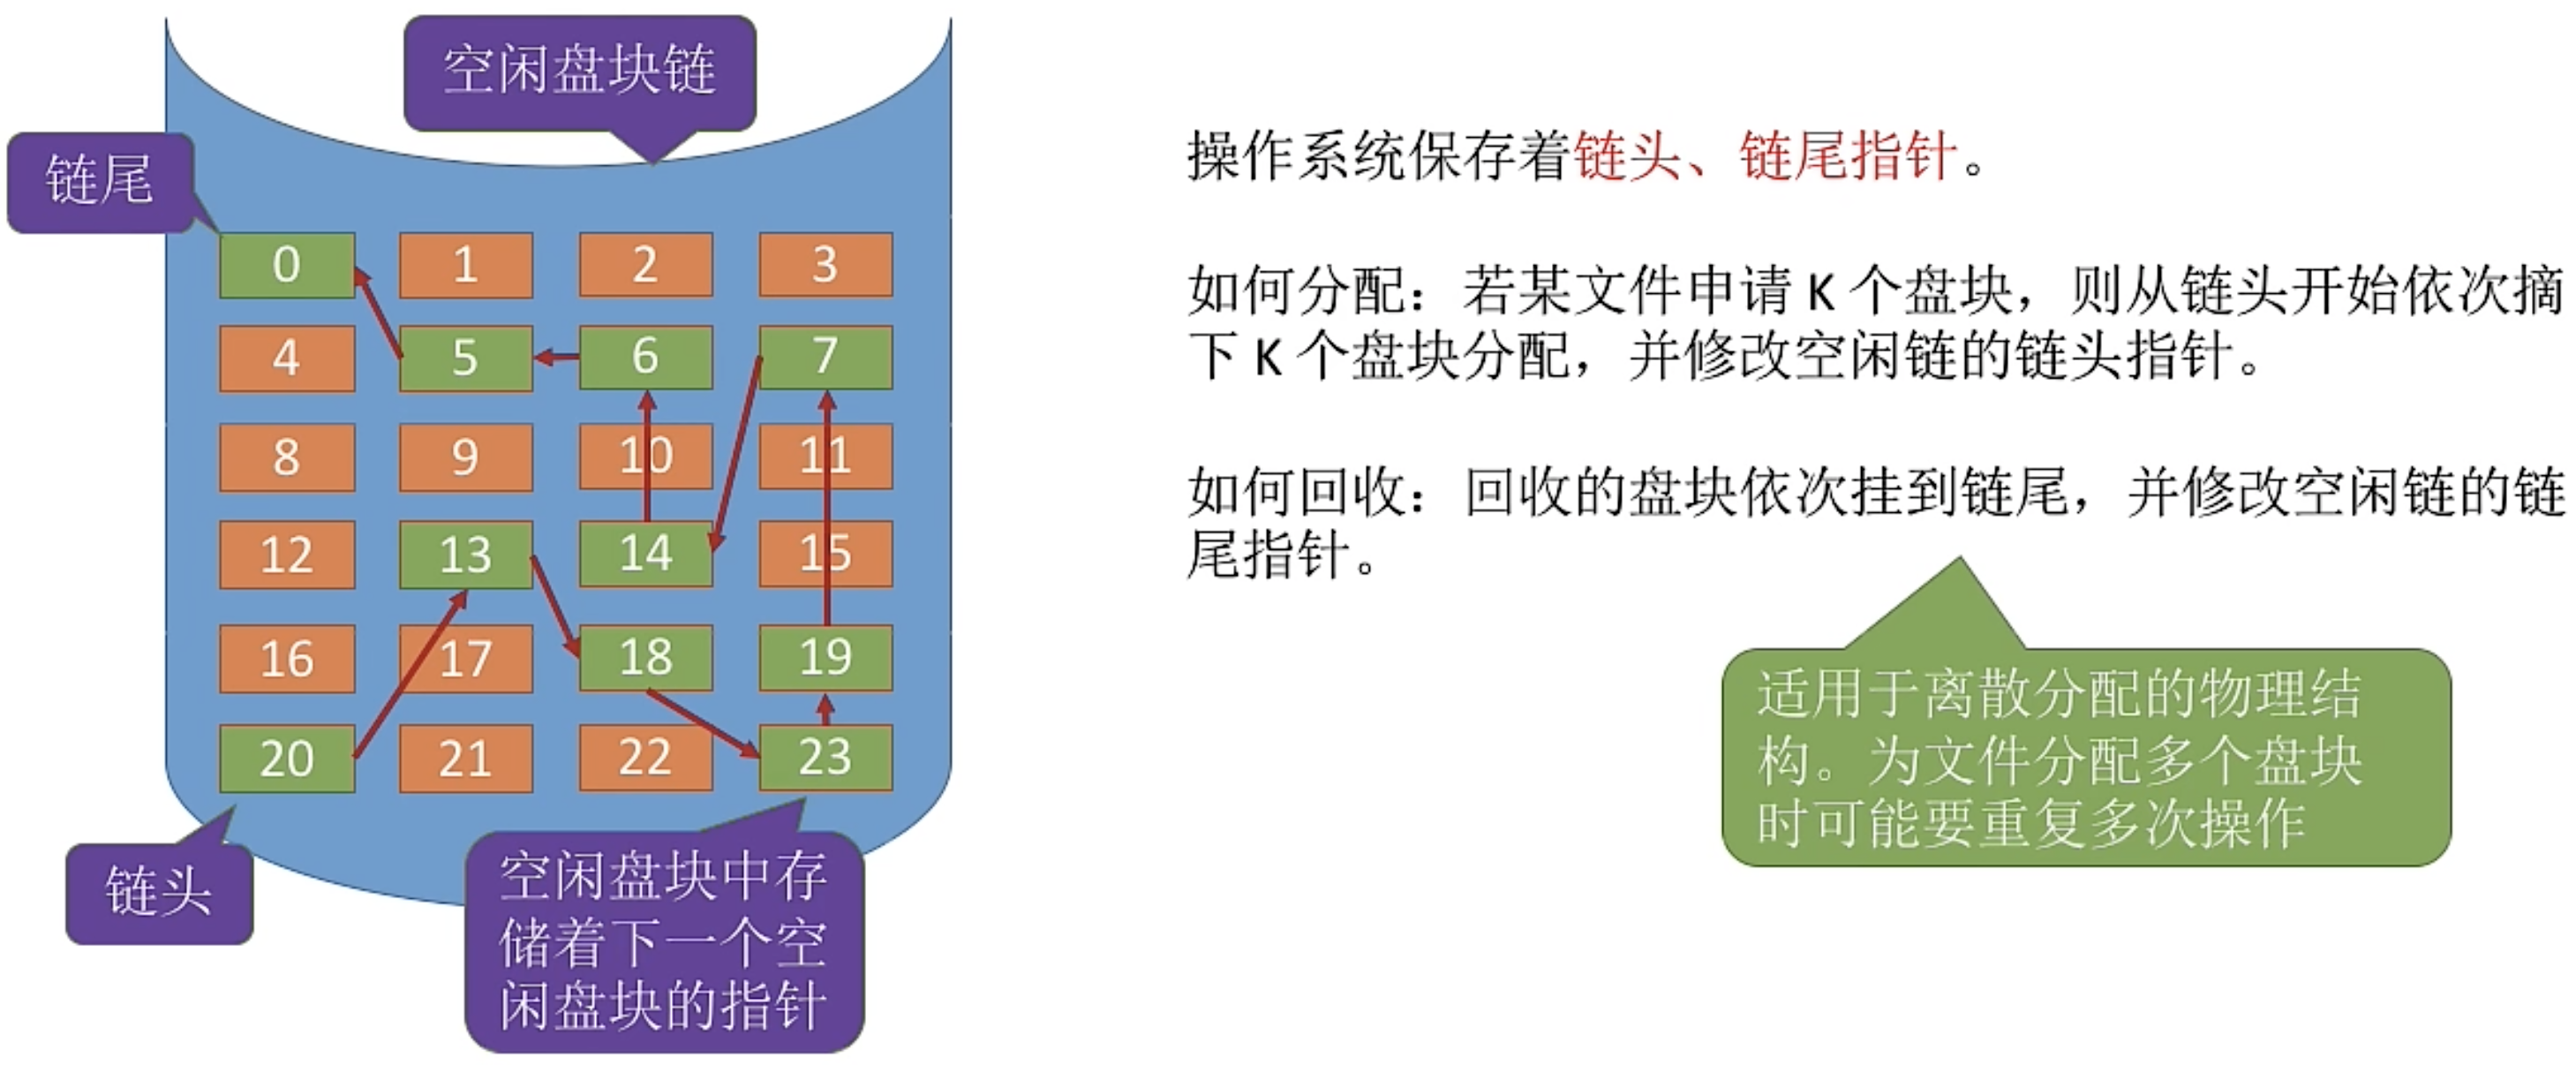 空闲盘块链
链尾
0 1 2 3
4 5 6 7
8 9 10 11
12 13 14 15
16 17 18 19
20 21 22 23
链头
空闲盘块中存
储着下一个空
闲盘块的指针
操作系统保存着链头、链尾指针。
如何分配：若某文件申请 K 个盘块，则从链头开始依次摘
下 K 个盘块分配，并修改空闲链的链头指针。
如何回收：回收的盘块依次挂到链尾，并修改空闲链的链
尾指针。
适用于离散分配的物理结
构。为文件分配多个盘块
时可能要重复多次操作